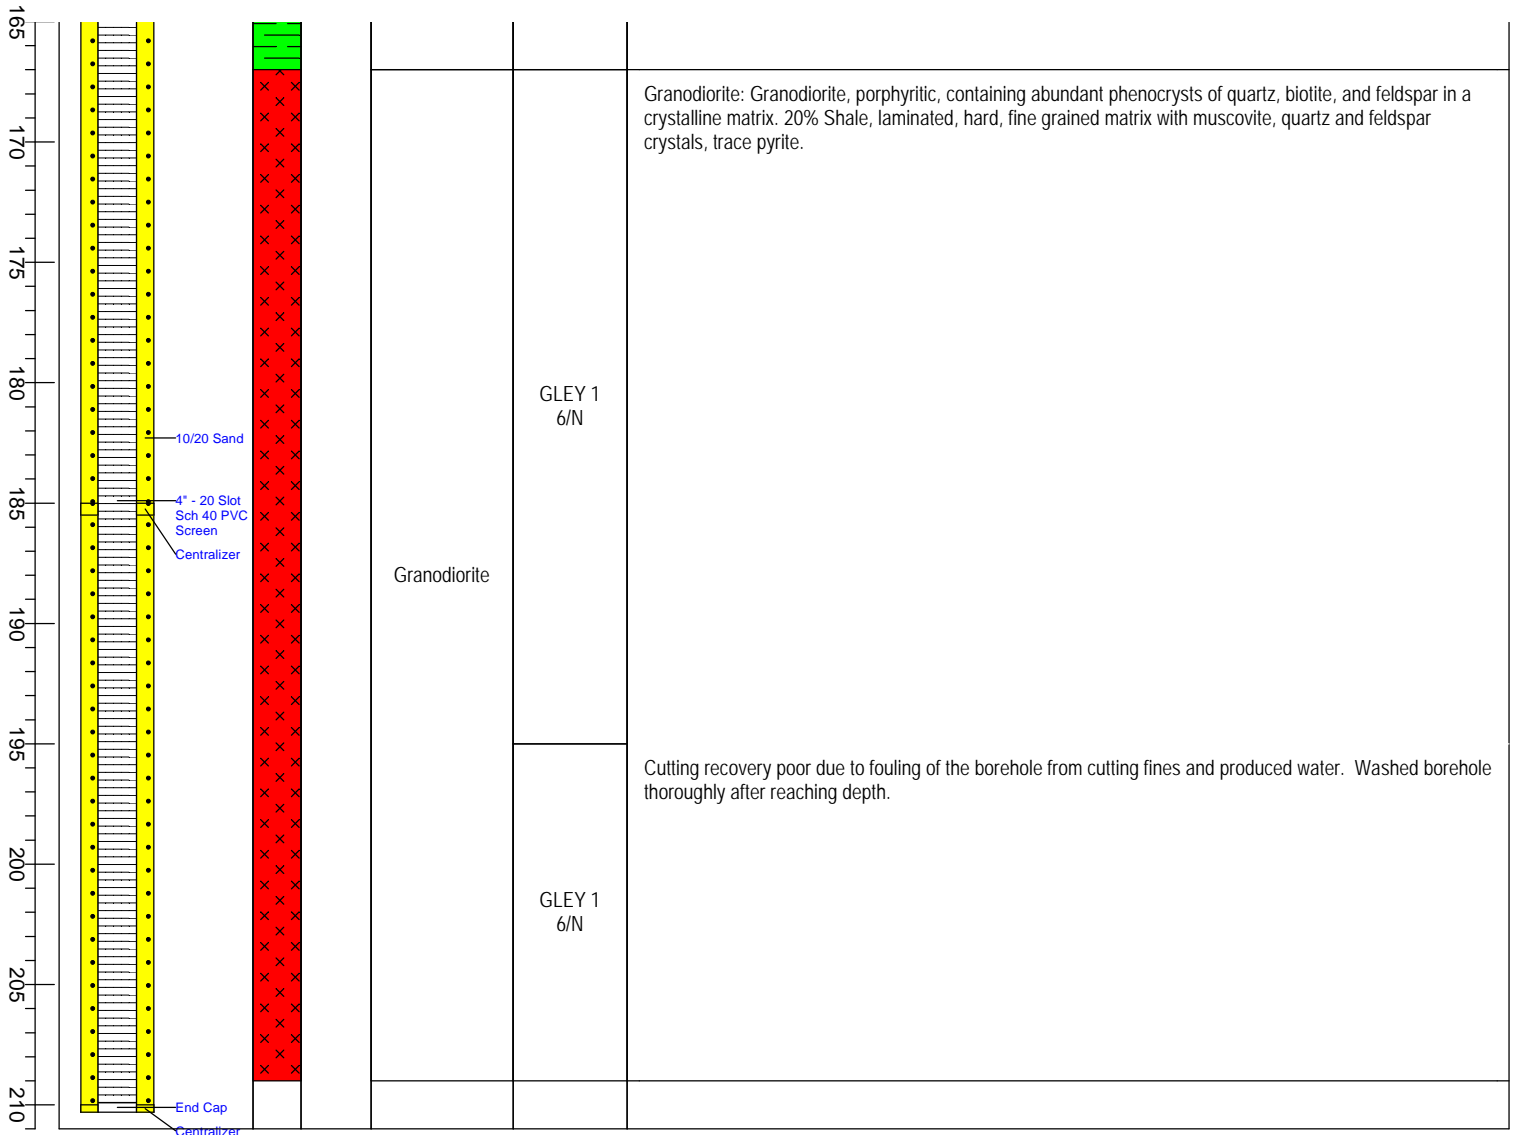 165
Granodiorite: Granodiorite, porphyritic, containing abundant phenocrysts of quartz, biotite, and feldspar in a
crystalline matrix. 20% Shale, laminated, hard, fine grained matrix with muscovite, quartz and feldspar
crystals, trace pyrite.
170
175
180
GLEY 1
6/N
10/20 Sand
185
4" - 20 Slot
Sch 40 PVC
Screen
Centralizer
Granodiorite
190
195
Cutting recovery poor due to fouling of the borehole from cutting fines and produced water.  Washed borehole
thoroughly after reaching depth.
200
GLEY 1
6/N
205
210
End Cap
Centralizer